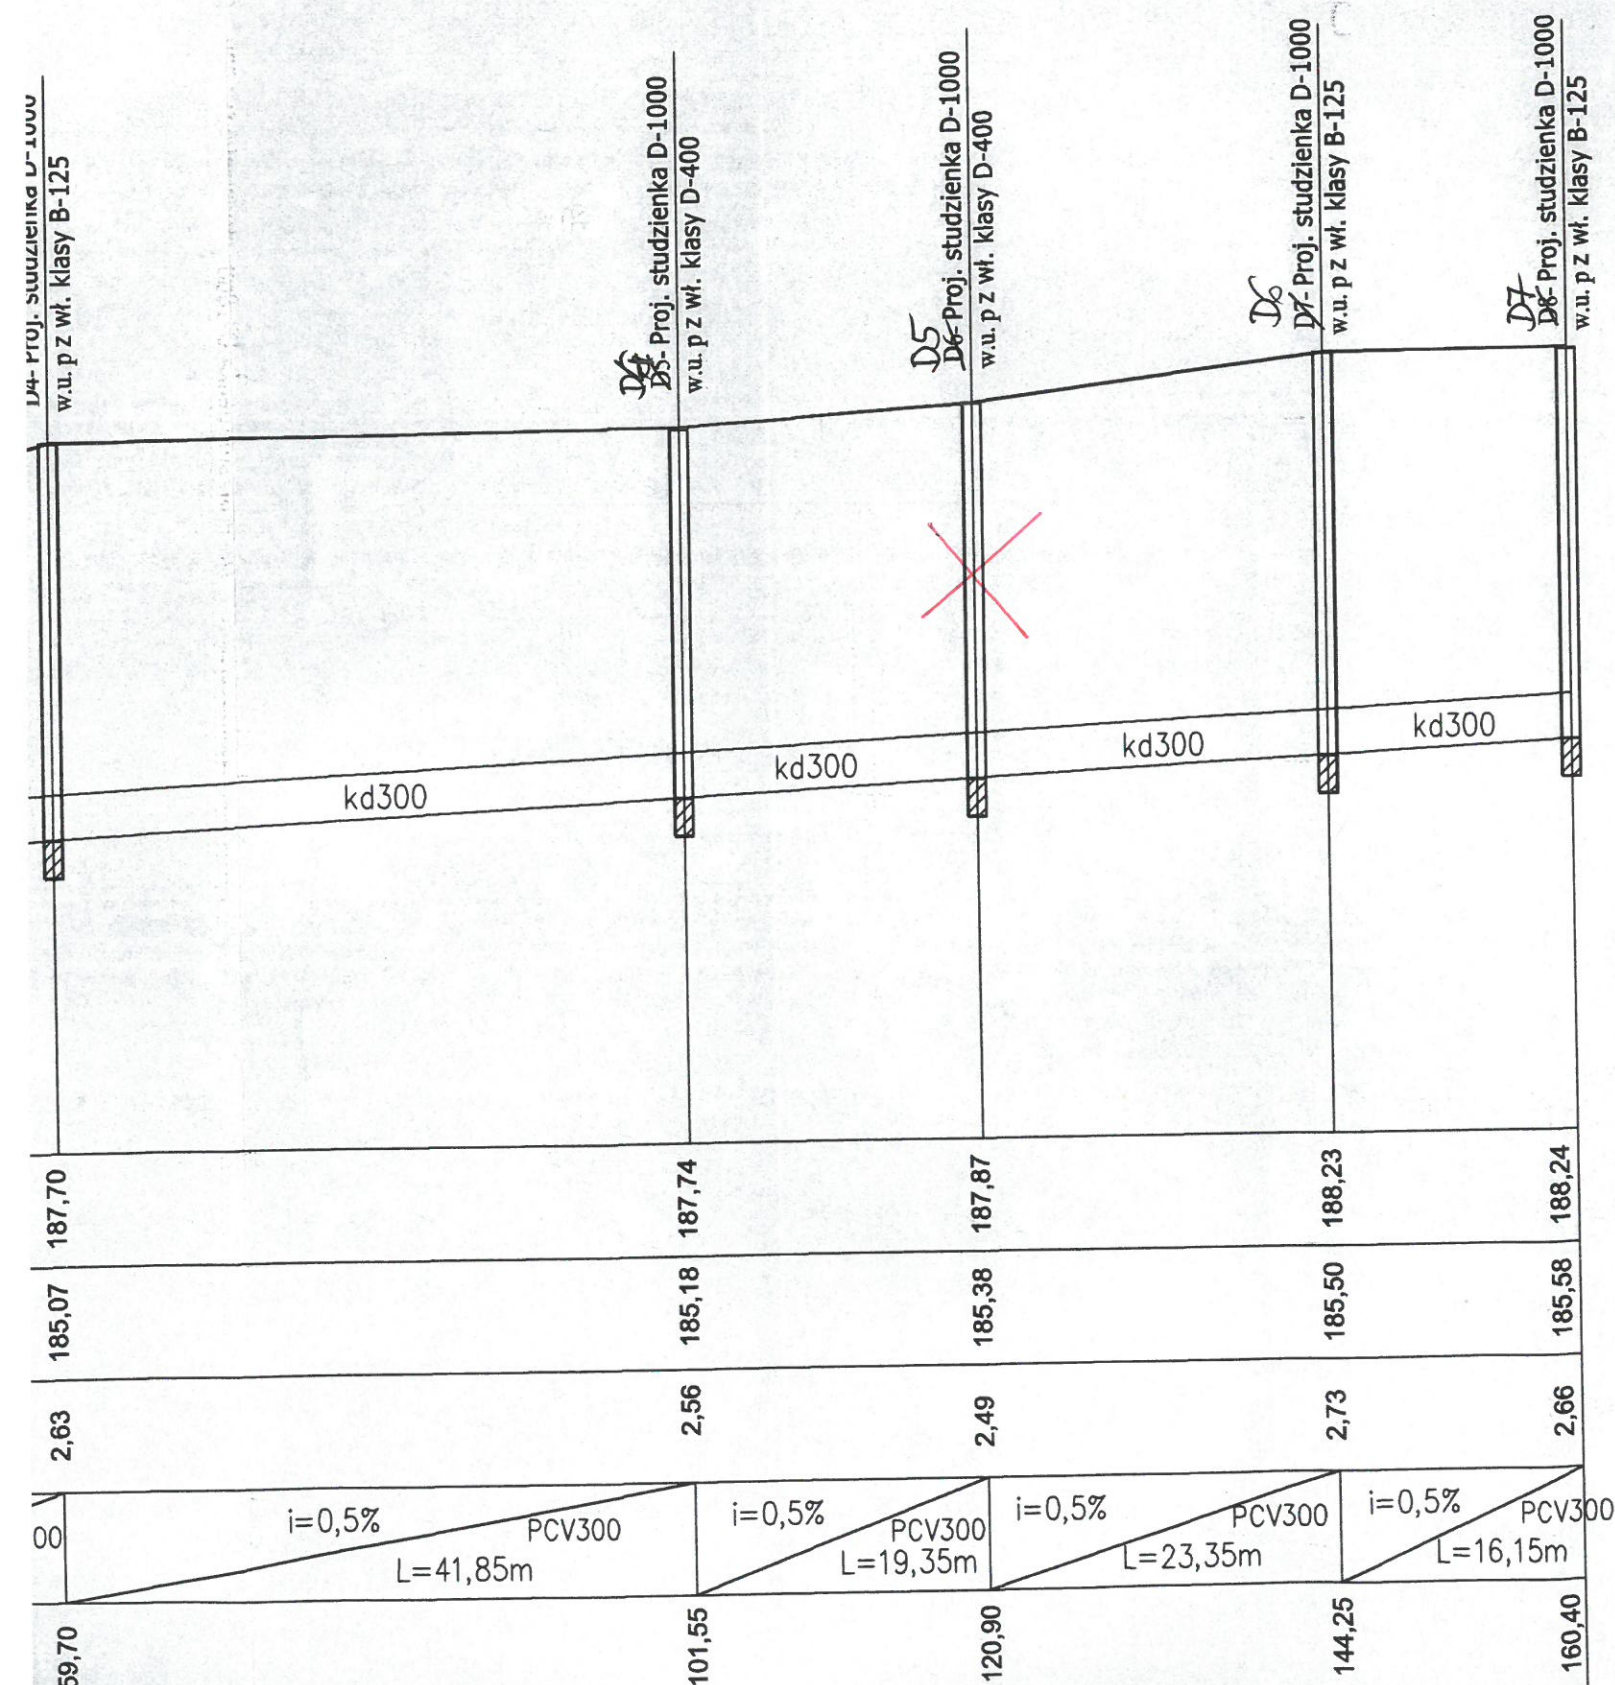 D4- Proj. studzienka D-1000
w.u. p z wł. klasy B-125
D5- Proj. studzienka D-1000
w.u. p z wł. klasy D-400
D5
D6- Proj. studzienka D-1000
w.u. p z wł. klasy D-400
D6
D7- Proj. studzienka D-1000
w.u. p z wł. klasy B-125
D7
D8- Proj. studzienka D-1000
w.u. p z wł. klasy B-125
kd300
kd300
kd300
kd300
187,70
187,74
187,87
188,23
188,24
185,07
185,18
185,38
185,50
185,58
2,63
2,56
2,49
2,73
2,66
00
i=0,5%
PCV300
L=41,85m
i=0,5%
PCV300
L=19,35m
i=0,5%
PCV300
L=23,35m
i=0,5%
PCV300
L=16,15m
59,70
101,55
120,90
144,25
160,40